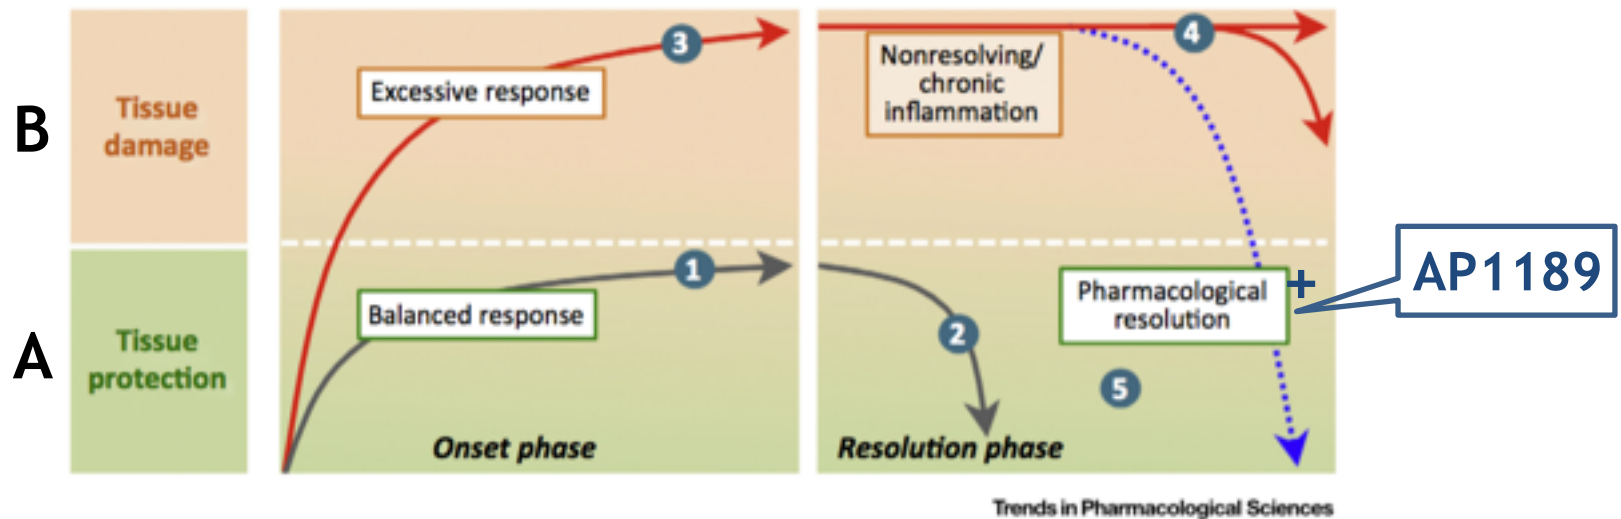 B
Tissue
damage
A
Tissue
protection
3
Excessive response
1
Balanced response
Onset phase
4
Nonresolving/
chronic
inflammation
2
Pharmacological
resolution
+
AP1189
5
Resolution phase
Trends in Pharmacological Sciences